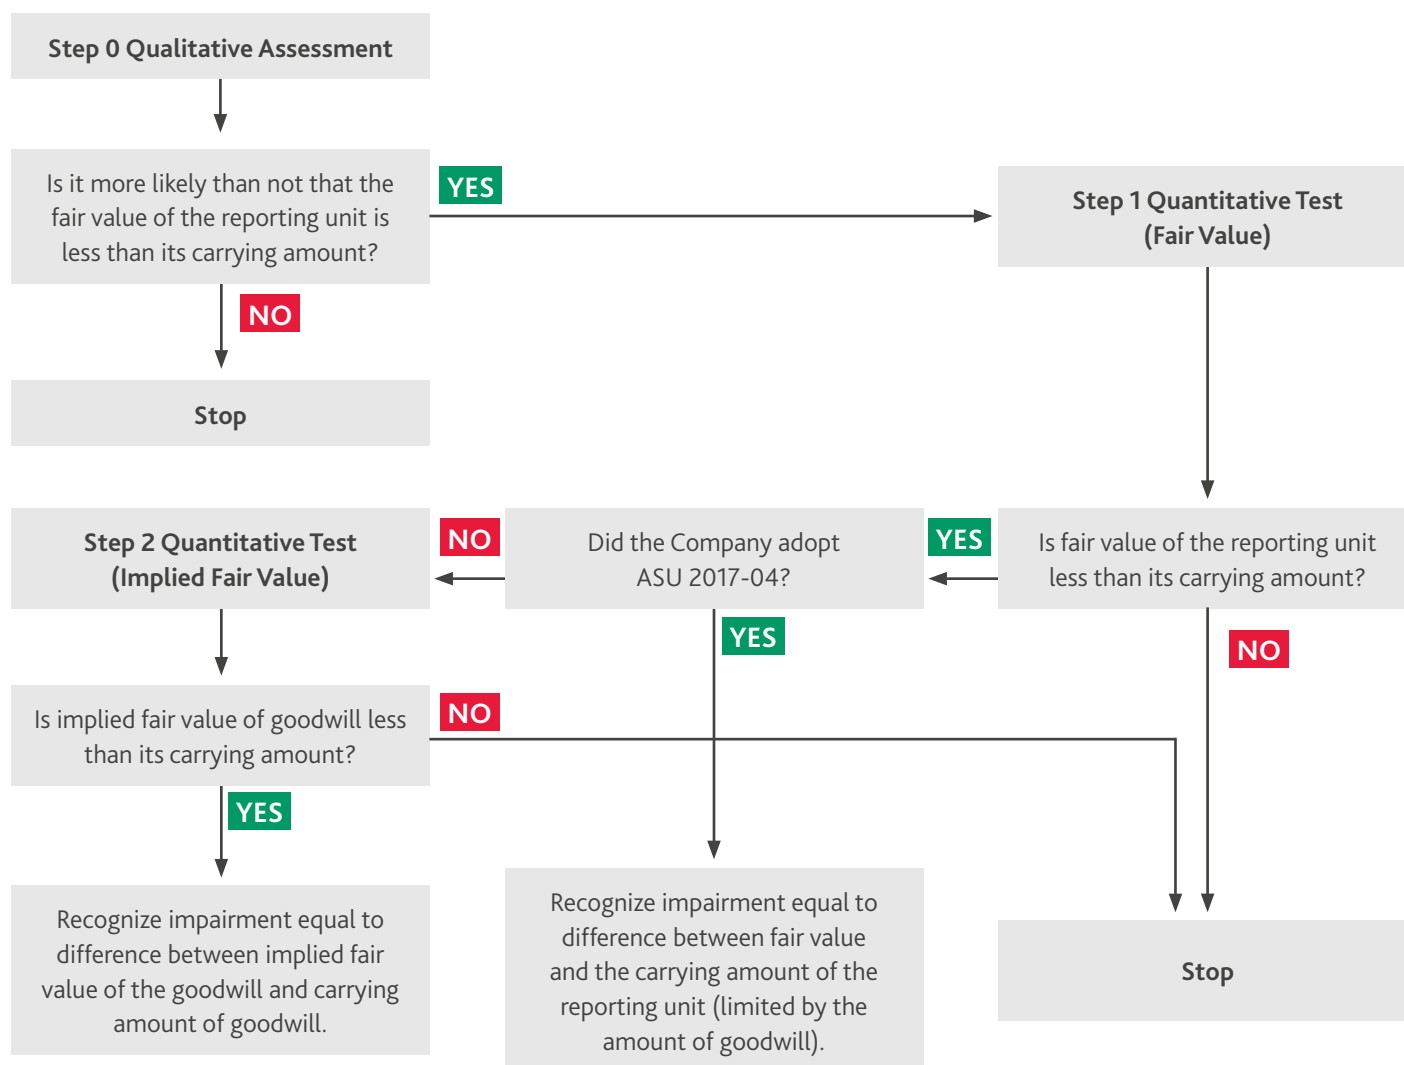 Step 0 Qualitative Assessment
Is it more likely than not that the
fair value of the reporting unit is
less than its carrying amount?
YES
Step 1 Quantitative Test
(Fair Value)
NO
Stop
Step 2 Quantitative Test
(Implied Fair Value)
NO
Did the Company adopt
ASU 2017-04?
YES
Is fair value of the reporting unit
less than its carrying amount?
YES
NO
Is implied fair value of goodwill less
than its carrying amount?
NO
YES
Recognize impairment equal to
difference between implied fair
value of the goodwill and carrying
amount of goodwill.
Recognize impairment equal to
difference between fair value
and the carrying amount of the
reporting unit (limited by the
amount of goodwill).
Stop